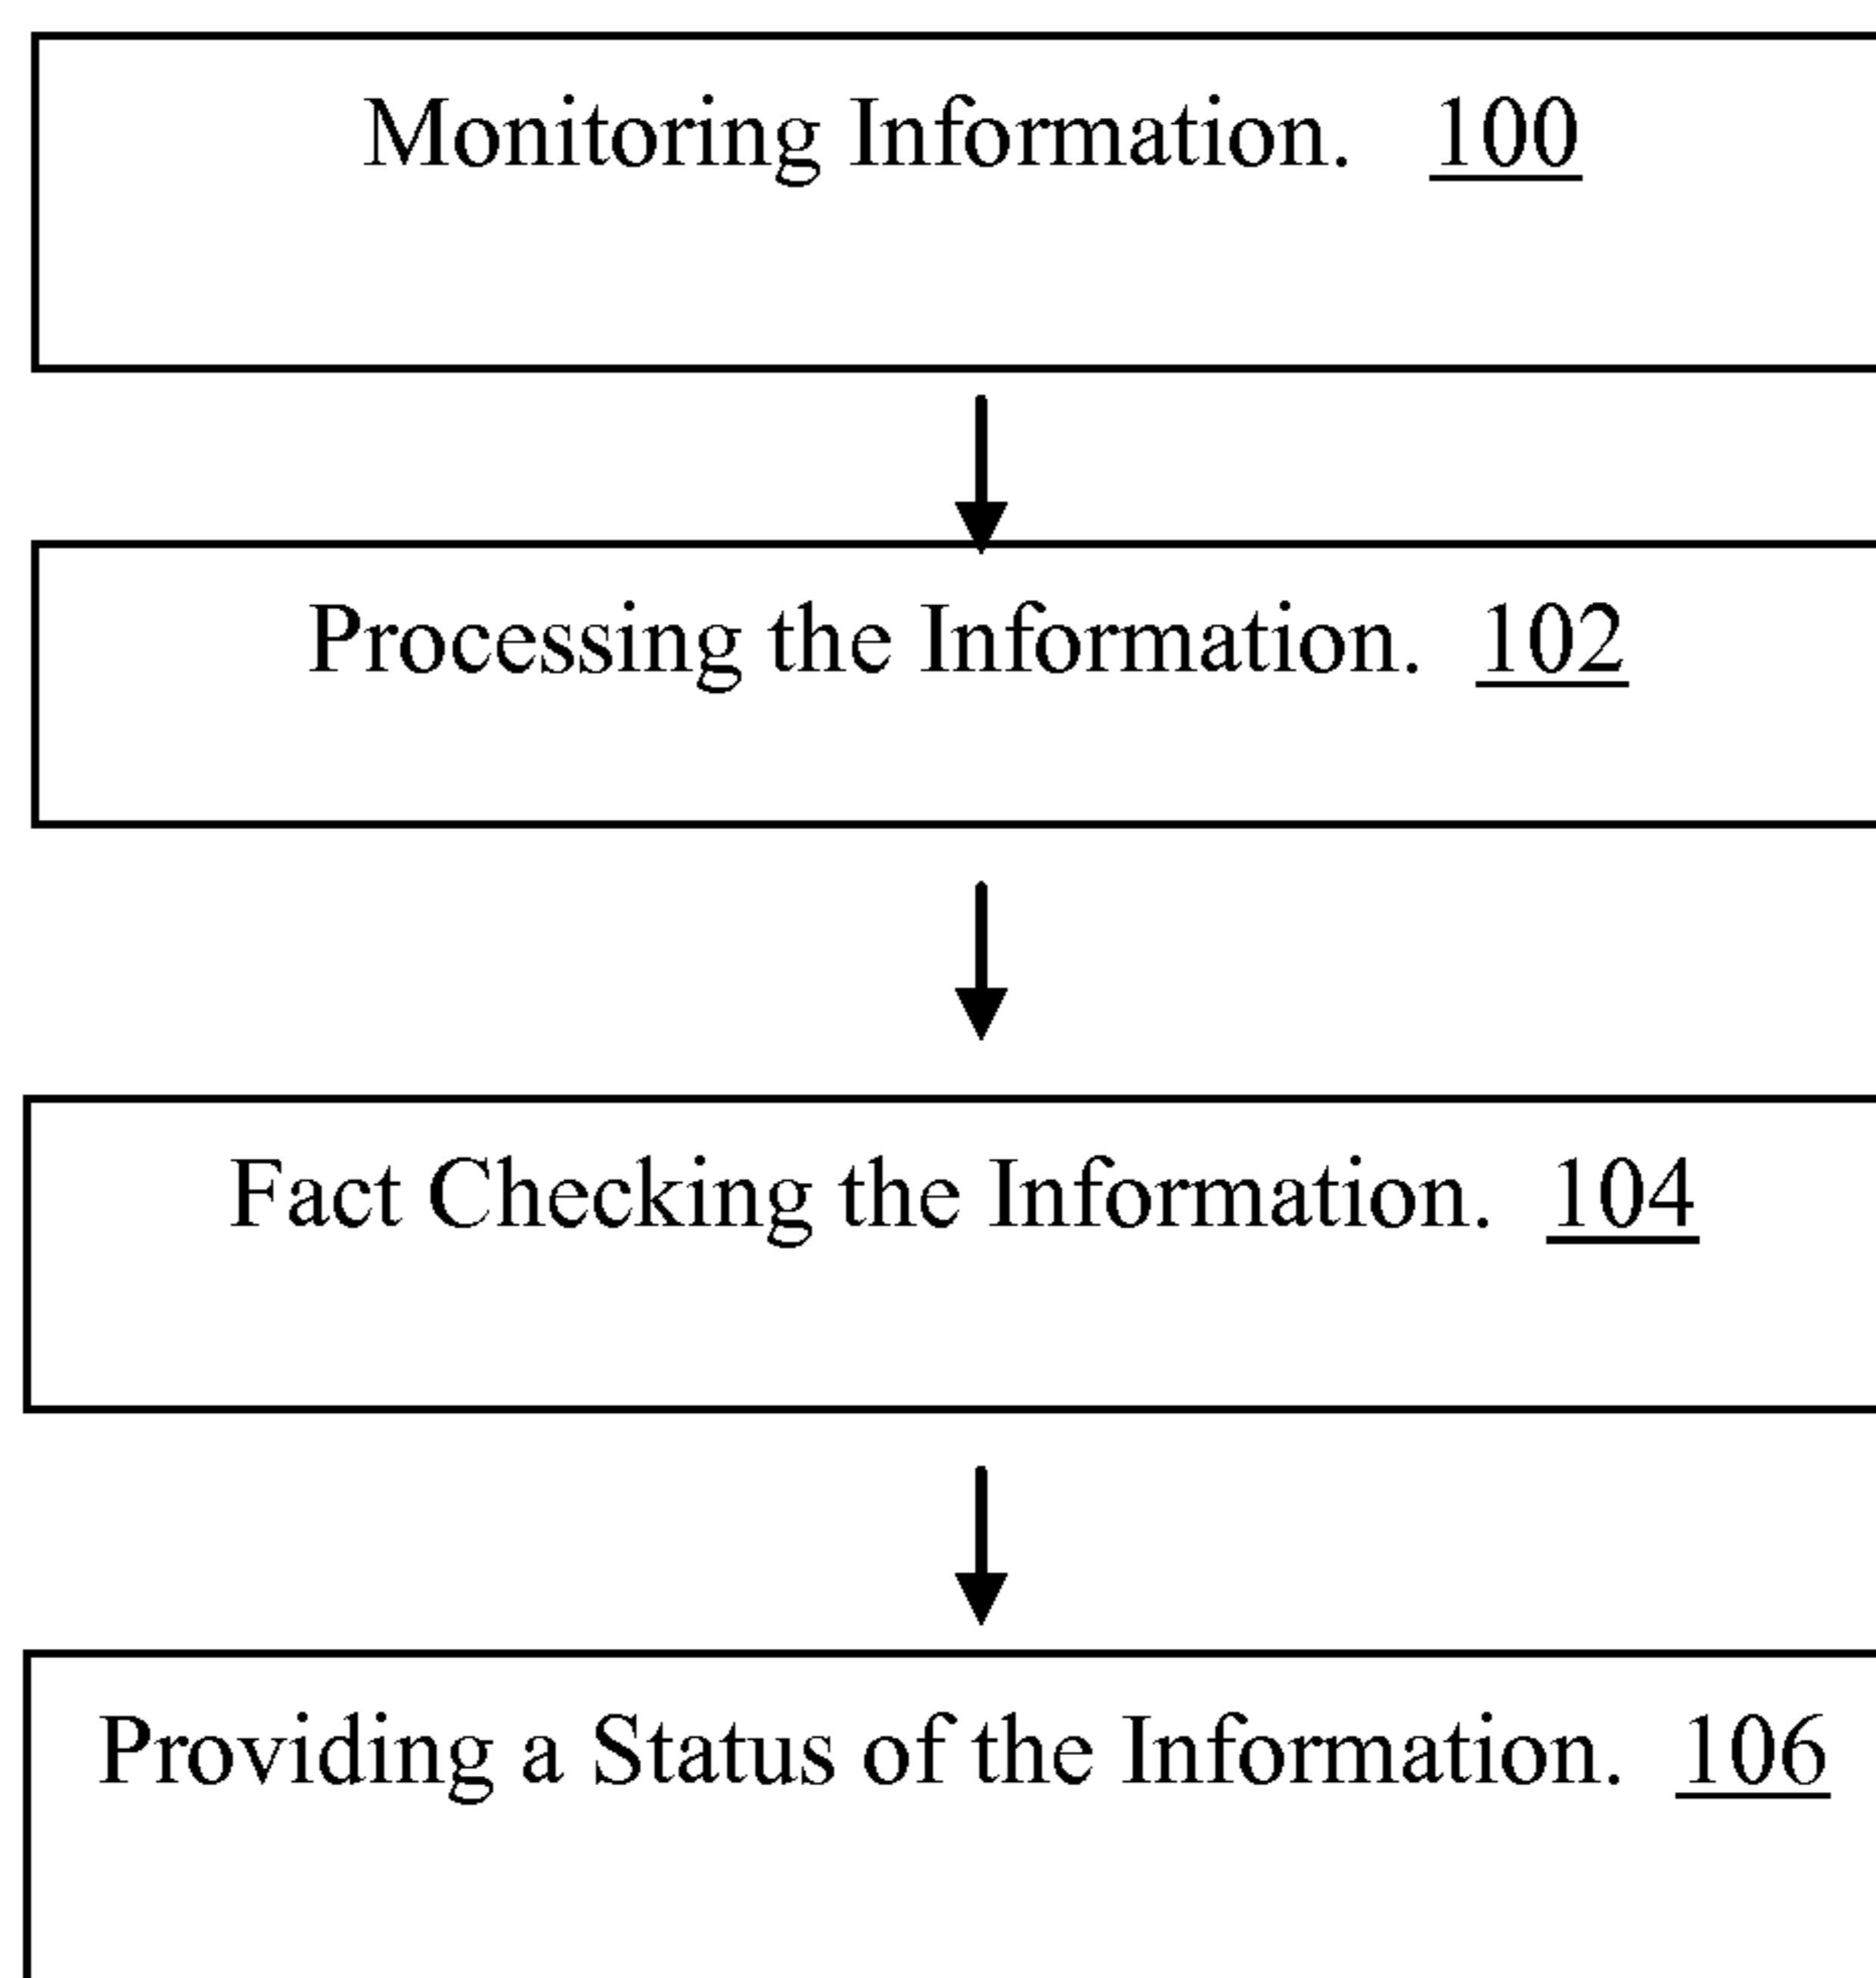 Monitoring Information. 100
Processing the Information. 102
Fact Checking the Information. 104
Providing a Status of the Information. 106